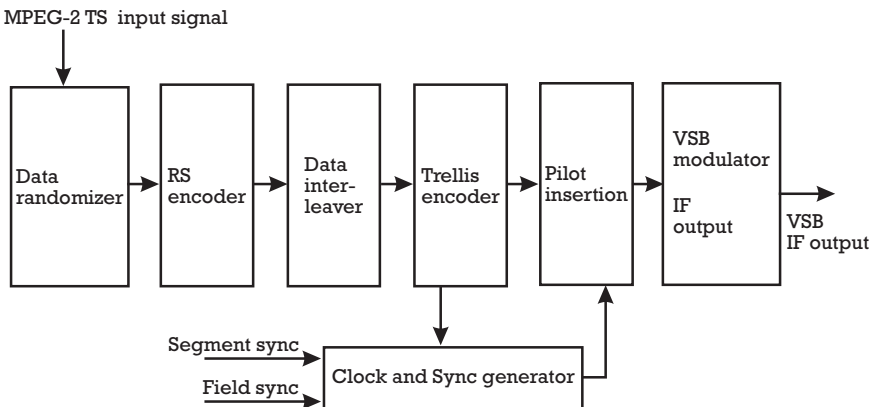 MPEG-2 TS input signal
Data
randomizer
RS
encoder
Data
inter-
leaver
Trellis
encoder
Pilot
insertion
VSB
modulator
IF
output
VSB
IF output
Segment sync
Field sync
Clock and Sync generator